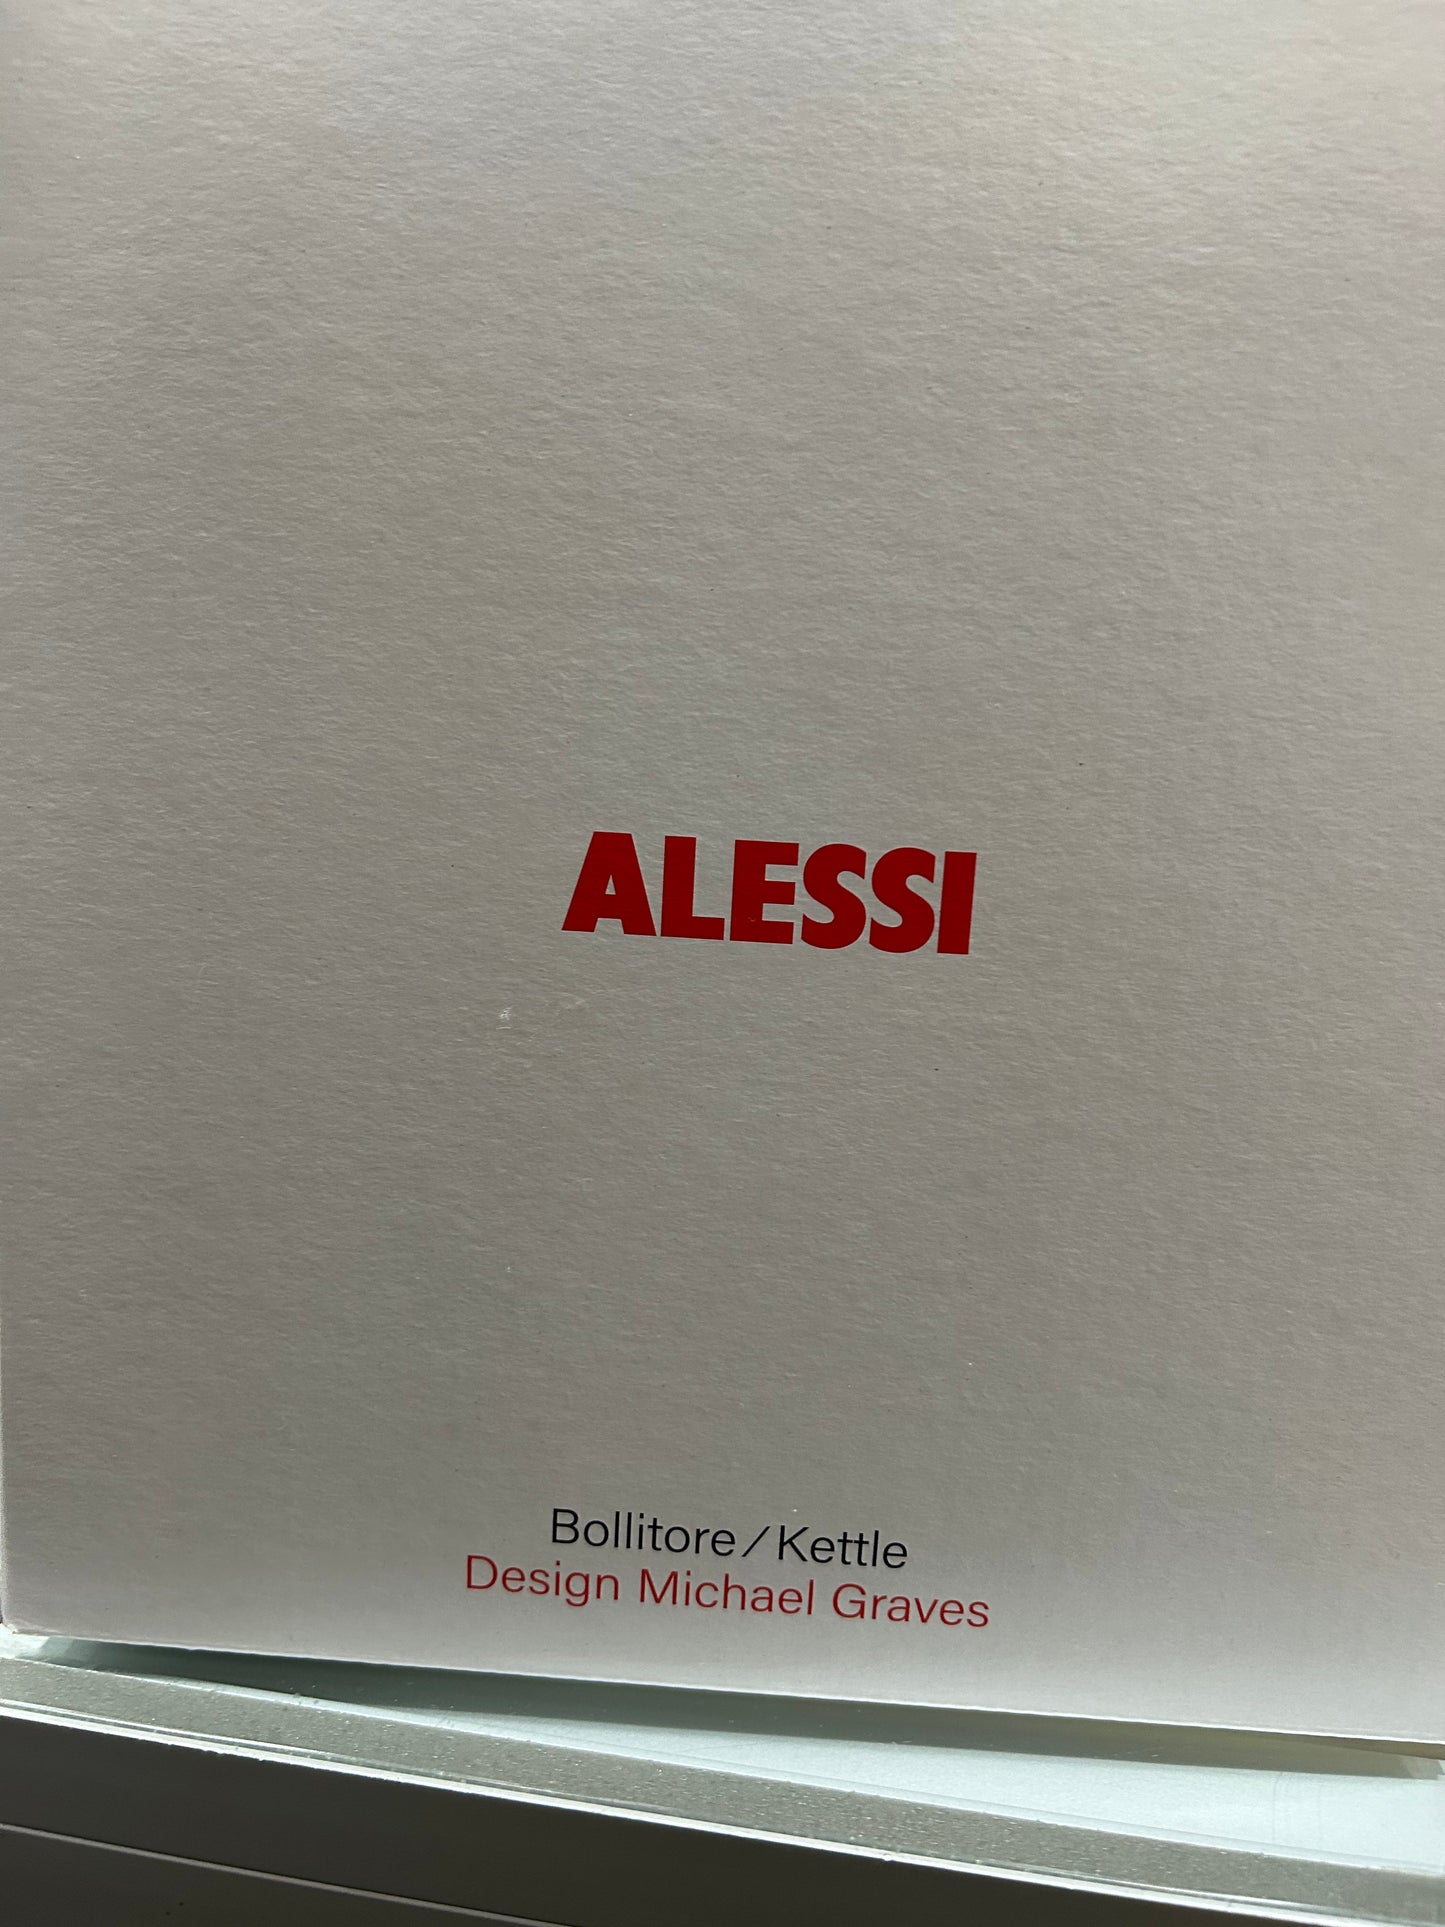 ALESSI
Bollitore/Kettle
Design Michael Graves